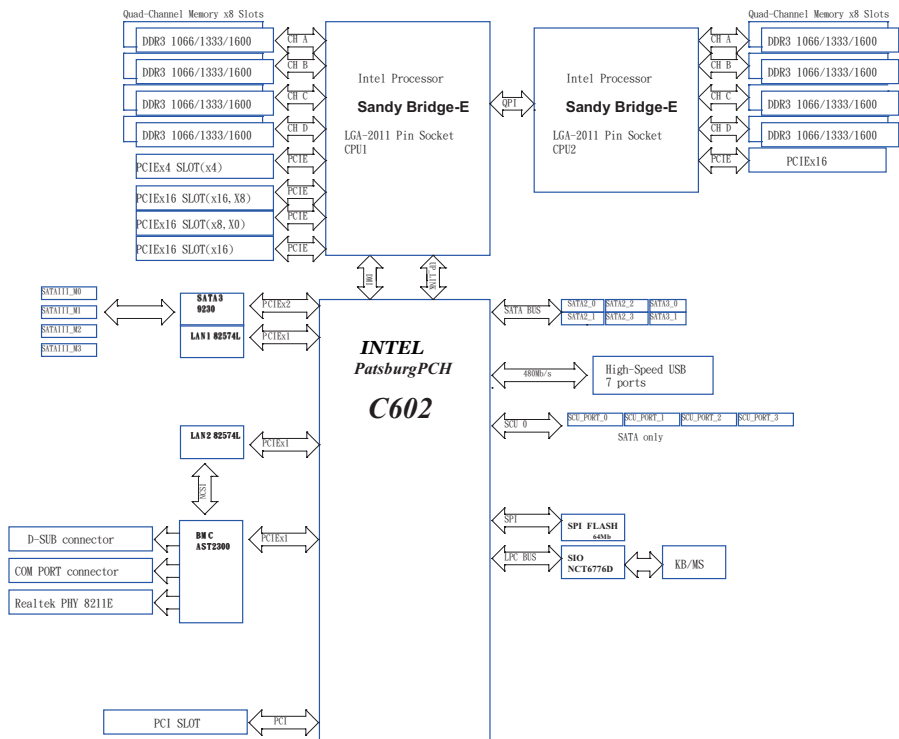 Quad-Channel Memory x8 Slots
DDR3 1066/1333/1600
CH A
DDR3 1066/1333/1600
CH B
DDR3 1066/1333/1600
CH C
DDR3 1066/1333/1600
CH D
PCIEx4 SLOT(x4)
PCIE
PCIEx16 SLOT(x16,X8)
PCIE
PCIEx16 SLOT(x8,X0)
PCIE
PCIEx16 SLOT(x16)
PCIE
Intel Processor
Sandy Bridge-E
LGA-2011 Pin Socket
CPU1
QPI
Intel Processor
Sandy Bridge-E
LGA-2011 Pin Socket
CPU2
Quad-Channel Memory x8 Slots
CH A
DDR3 1066/1333/1600
CH B
DDR3 1066/1333/1600
CH C
DDR3 1066/1333/1600
CH D
DDR3 1066/1333/1600
PCIE
PCIEx16
DMI
UP LINK
SATAIII_M0
SATAIII_M1
SATAIII_M2
SATAIII_M3
SATA3
9230
PCIEx2
LAN1 82574L
PCIEx1
LAN2 82574L
PCIEx1
NCSI
BMC
AST2300
PCIEx1
D-SUB connector
COM PORT connector
Realtek PHY 8211E
PCI SLOT
PCI
INTEL
PatsburgPCH
C602
SATA BUS
SATA2_0 SATA2_2 SATA3_0
SATA2_1 SATA2_3 SATA3_1
480Mb/s
High-Speed USB
7 ports
SCU 0
SCU_PORT_0 SCU_PORT_1 SCU_PORT_2 SCU_PORT_3
SATA only
SPI
SPI FLASH
64Mb
LPC BUS
SIO
NCT6776D
KB/MS